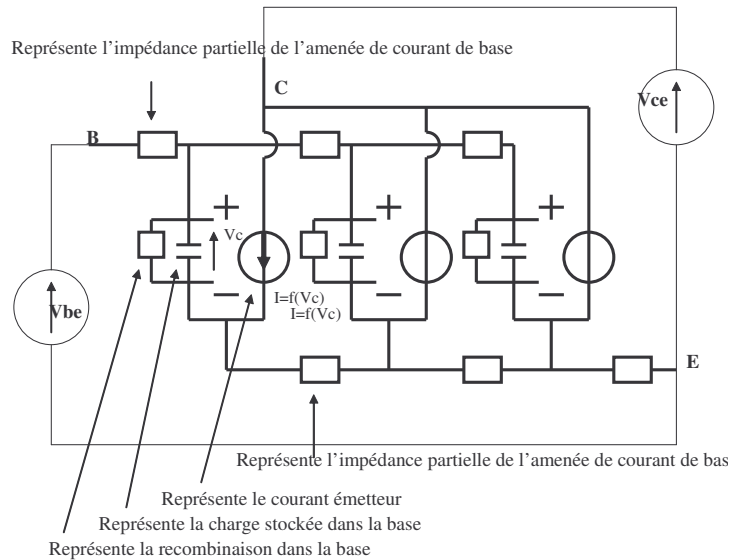 Représente l’impédance partielle de l’amenée de courant de base
C
Vce
B
Vc
Vbe
I=f(Vc)
I=f(Vc)
E
Représente l’impédance partielle de l’amenée de courant de bas
Représente le courant émetteur
Représente la charge stockée dans la base
Représente la recombinaison dans la base